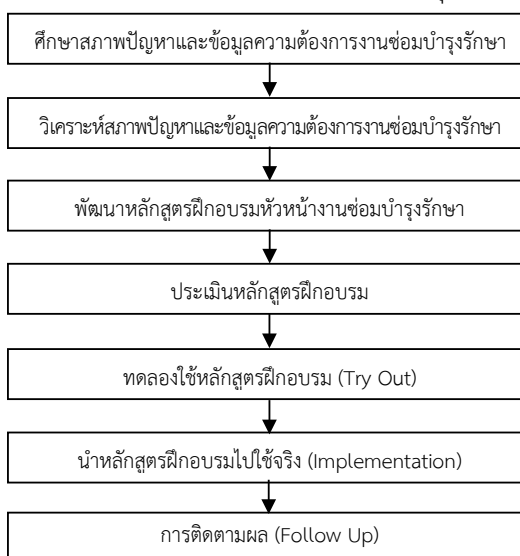 ศึกษาสภาพปัญหาและข้อมูลความต้องการงานซ่อมบำรุงรักษา
วิเคราะห์สภาพปัญหาและข้อมูลความต้องการงานซ่อมบำรุงรักษา
พัฒนาหลักสูตรฝึกอบรมหัวหน้างานซ่อมบำรุงรักษา
ประเมินหลักสูตรฝึกอบรม
ทดลองใช้หลักสูตรฝึกอบรม (Try Out)
นำหลักสูตรฝึกอบรมไปใช้จริง (Implementation)
การติดตามผล (Follow Up)